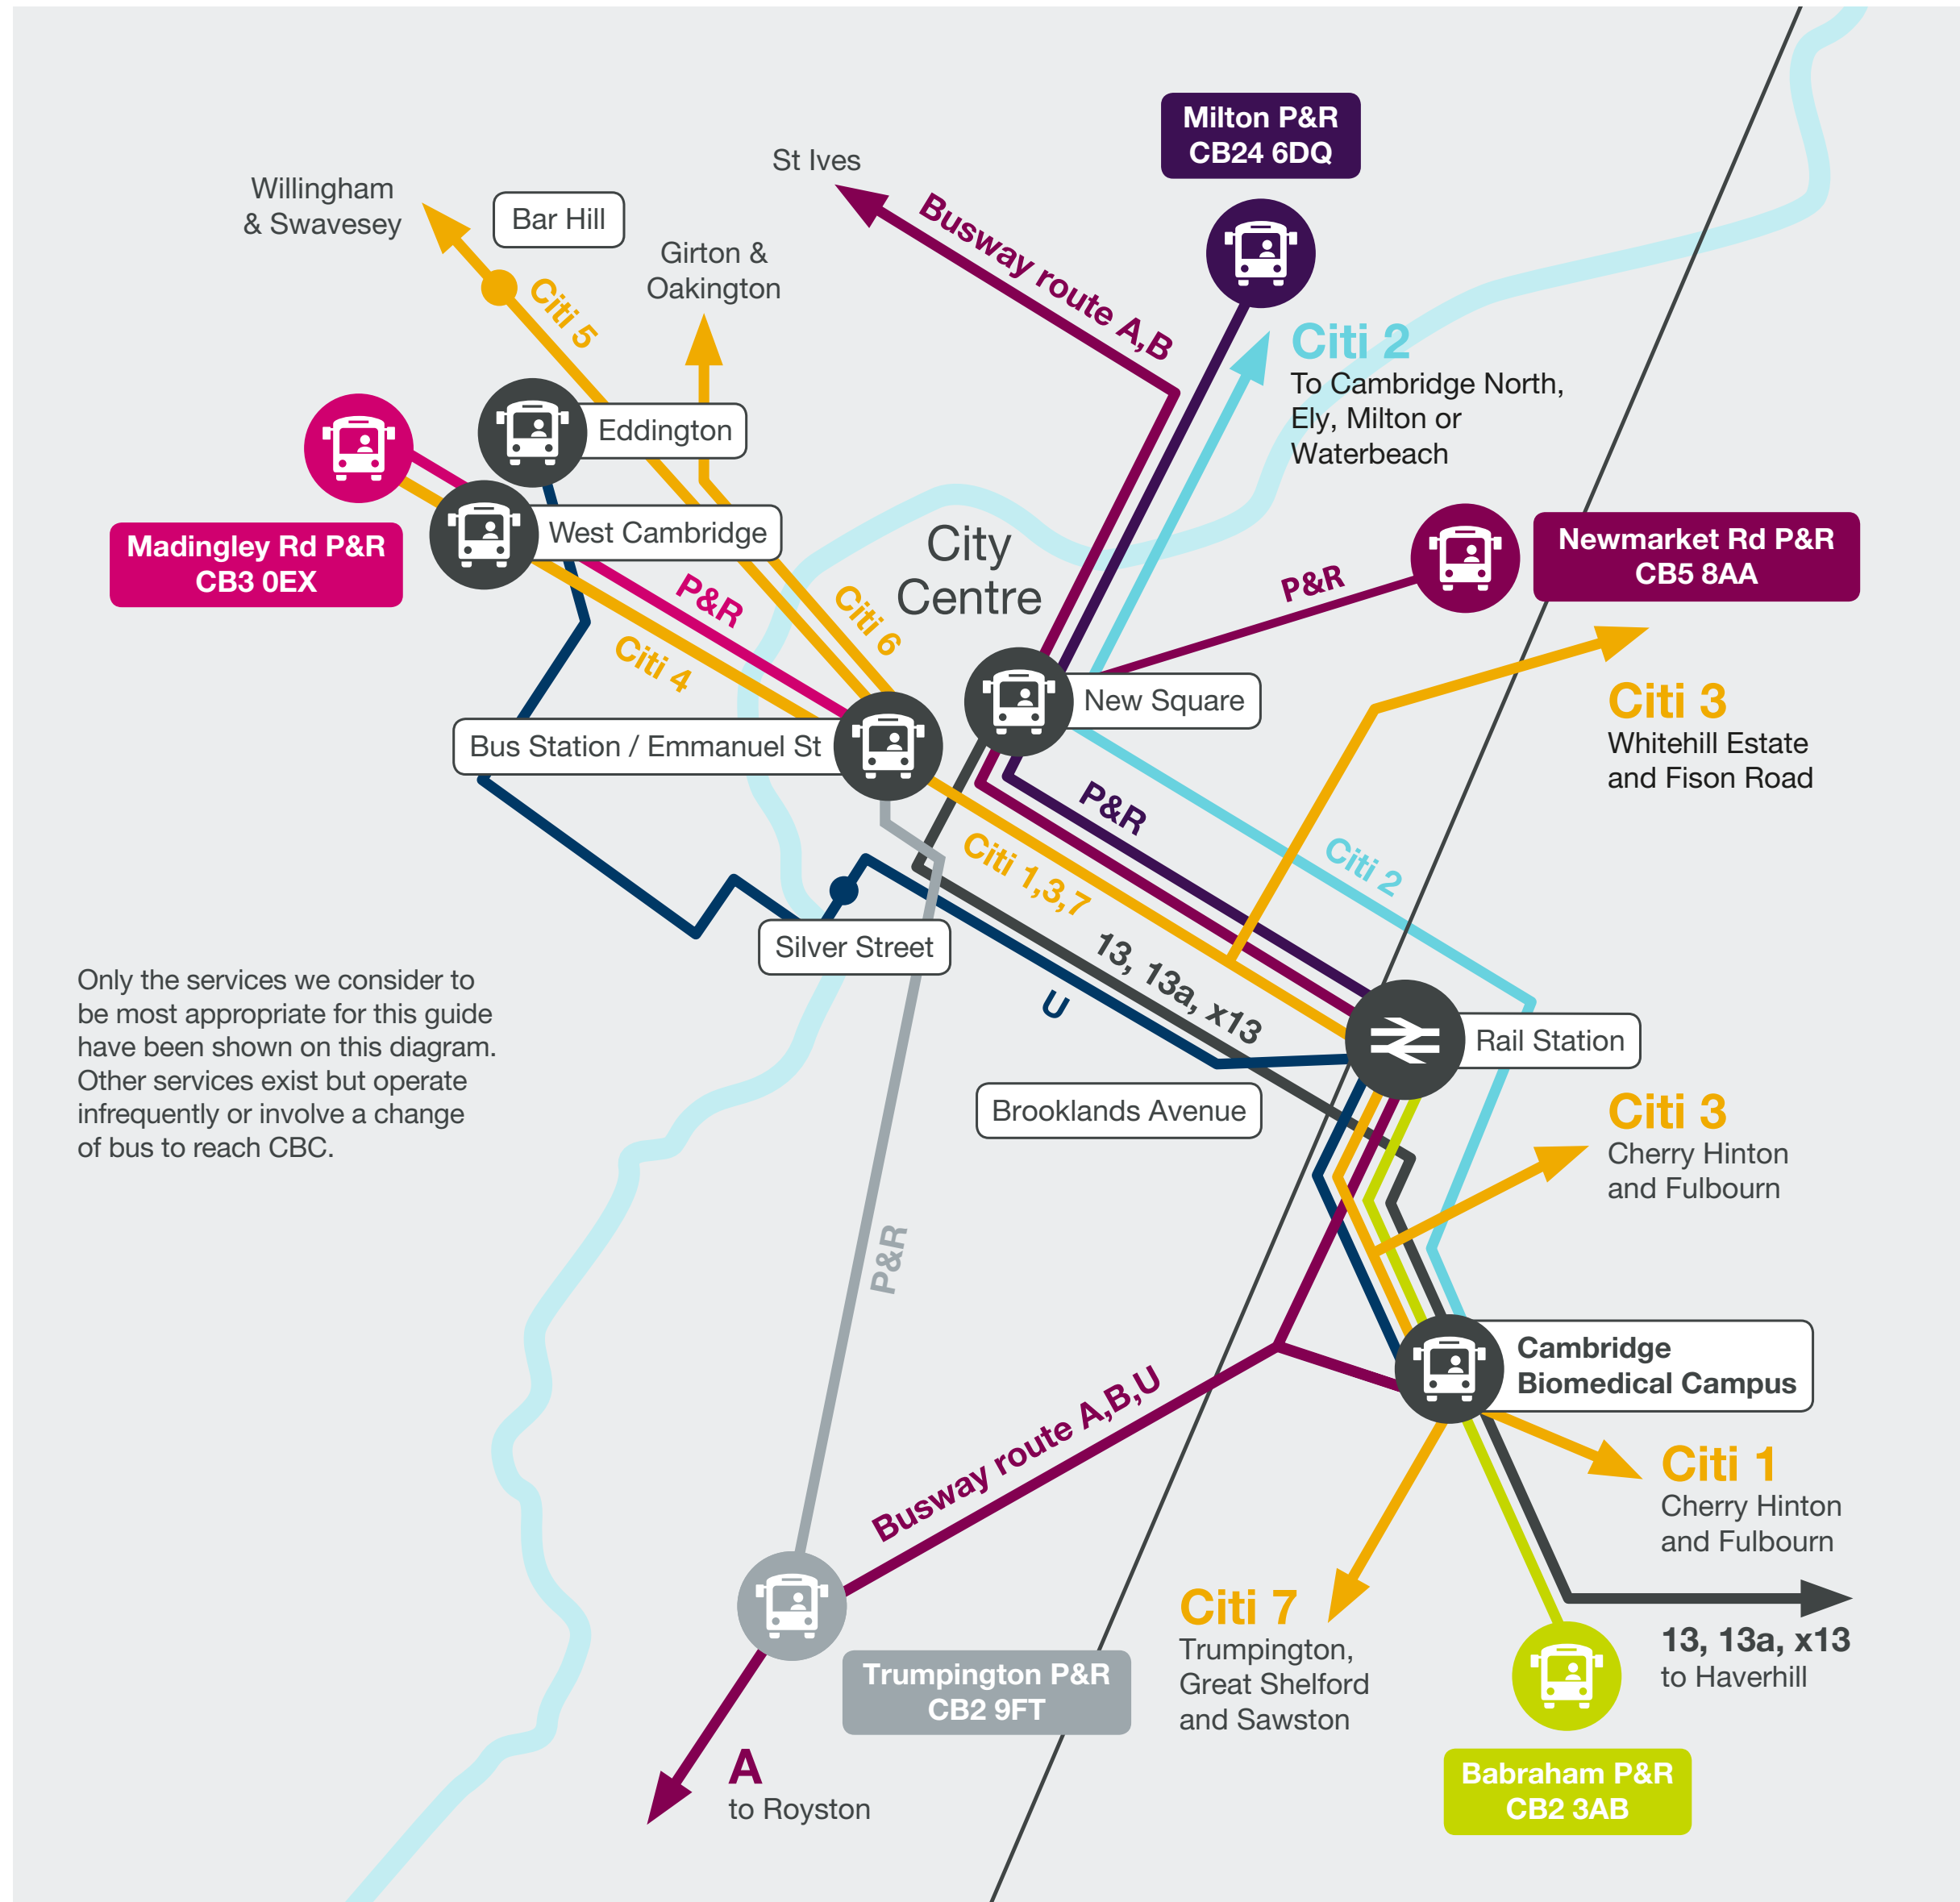 Milton P&R
CB24 6DQ
St Ives
Willingham
& Swavesey
Bar Hill
Girton &
Oakington
Busway route A,B
Citi 5
Citi 2
To Cambridge North,
Ely, Milton or
Waterbeach
Eddington
West Cambridge
Madingley Rd P&R
CB3 0EX
P&R
Citi 4
Citi 6
City
Centre
P&R
Newmarket Rd P&R
CB5 8AA
New Square
Citi 3
Whitehill Estate
and Fison Road
Bus Station / Emmanuel St
P&R
Citi 1,3,7
Citi 2
13, 13a, x13
Silver Street
U
Only the services we consider to
be most appropriate for this guide
have been shown on this diagram.
Other services exist but operate
infrequently or involve a change
of bus to reach CBC.
Rail Station
Brooklands Avenue
Citi 3
Cherry Hinton
and Fulbourn
P&R
Cambridge
Biomedical Campus
Busway route A,B,U
Citi 1
Cherry Hinton
and Fulbourn
Citi 7
Trumpington,
Great Shelford
and Sawston
13, 13a, x13
to Haverhill
Trumpington P&R
CB2 9FT
A
to Royston
Babraham P&R
CB2 3AB